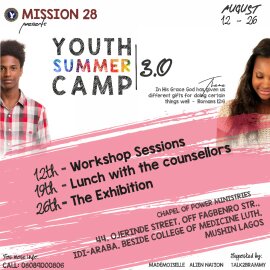 MISSION 28
presents
AUGUST
12 - 26
YOUTH
SUMMER
CAMP
3.0
Theme
In His Grace God has given us
different gifts for doing certain
things well - Romans 12:6
12th - Workshop Sessions
19th - Lunch with the counsellors
26th - The Exhibition
CHAPEL OF POWER MINISTRIES
44, OJERINDE STREET, OFF FAGBENRO STR.,
IDI-ARABA, BESIDE COLLEGE OF MEDICINE LUTH,
MUSHIN LAGOS
For more info:
CALL: 08089000806
Supported by:
MADEMOISELLE ALIEN NATION TALK2BRAMMY